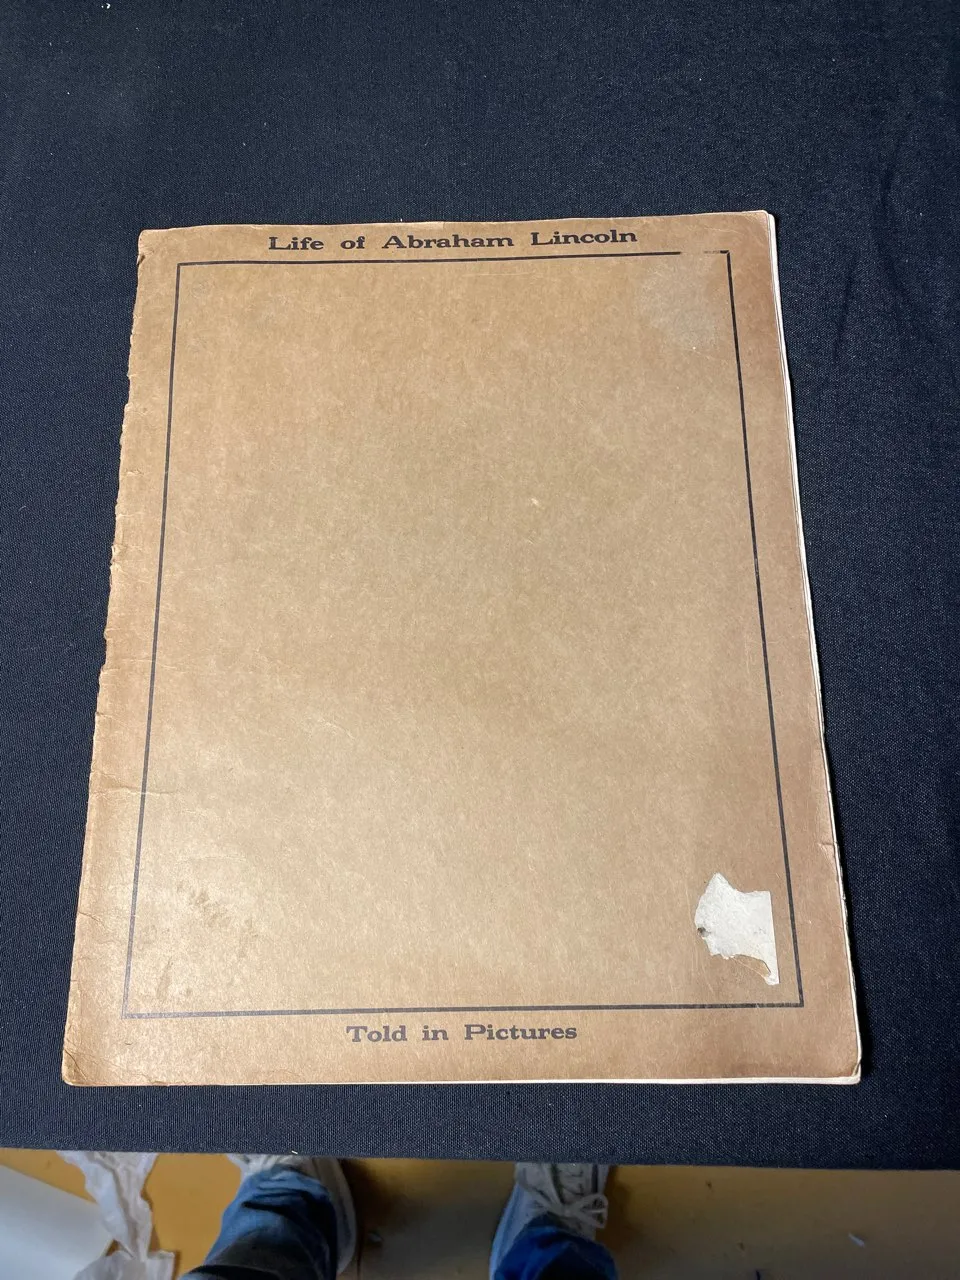 Life of Abraham Lincoln
Told in Pictures